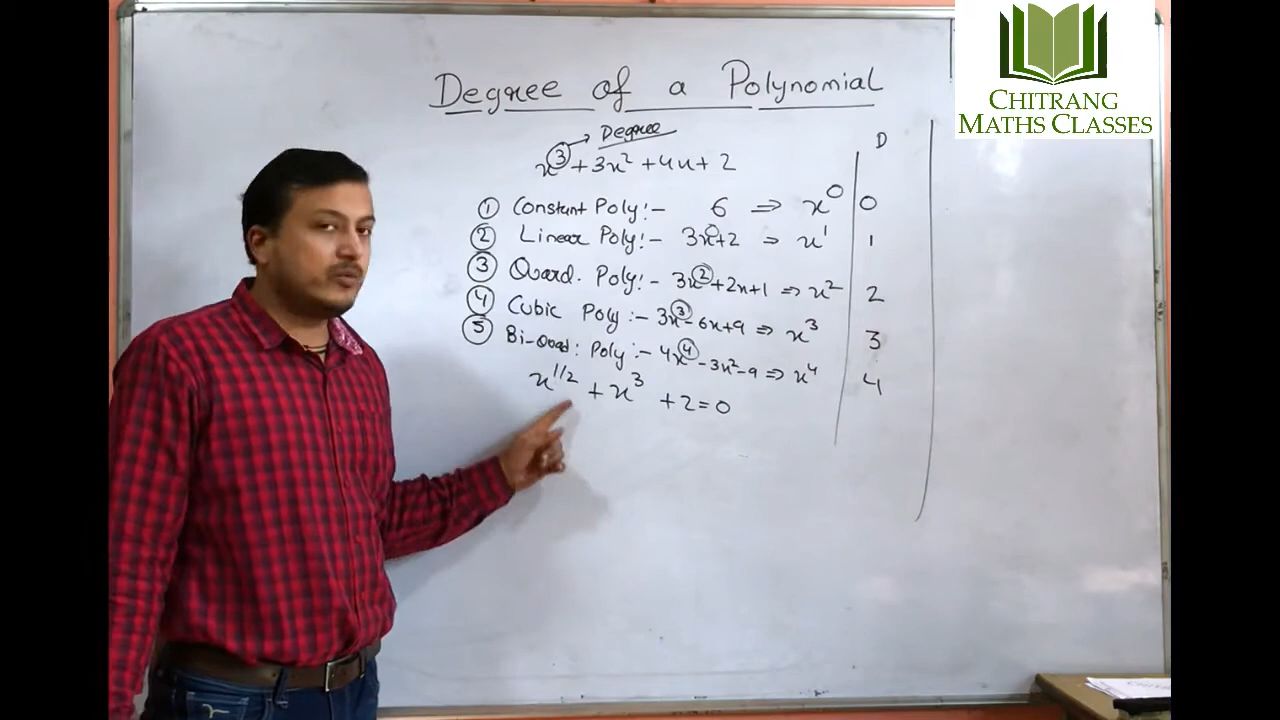 CHITRANG
MATHS CLASSES
Degree of a Polynomial
Degree
x³ + 3x² + 4x + 2
D
① Constant Poly:- 6 ⇒ x⁰ 0
② Linear Poly:- 3x+2 ⇒ x¹ 1
③ Quard. Poly:- 3x²+2x+1 ⇒ x² 2
④ Cubic Poly:- 3x³-6x+9 ⇒ x³ 3
⑤ Bi-Quad: Poly:- 4x⁴-3x²-9 ⇒ x⁴ 4
x^1/2 + x³ + 2 = 0